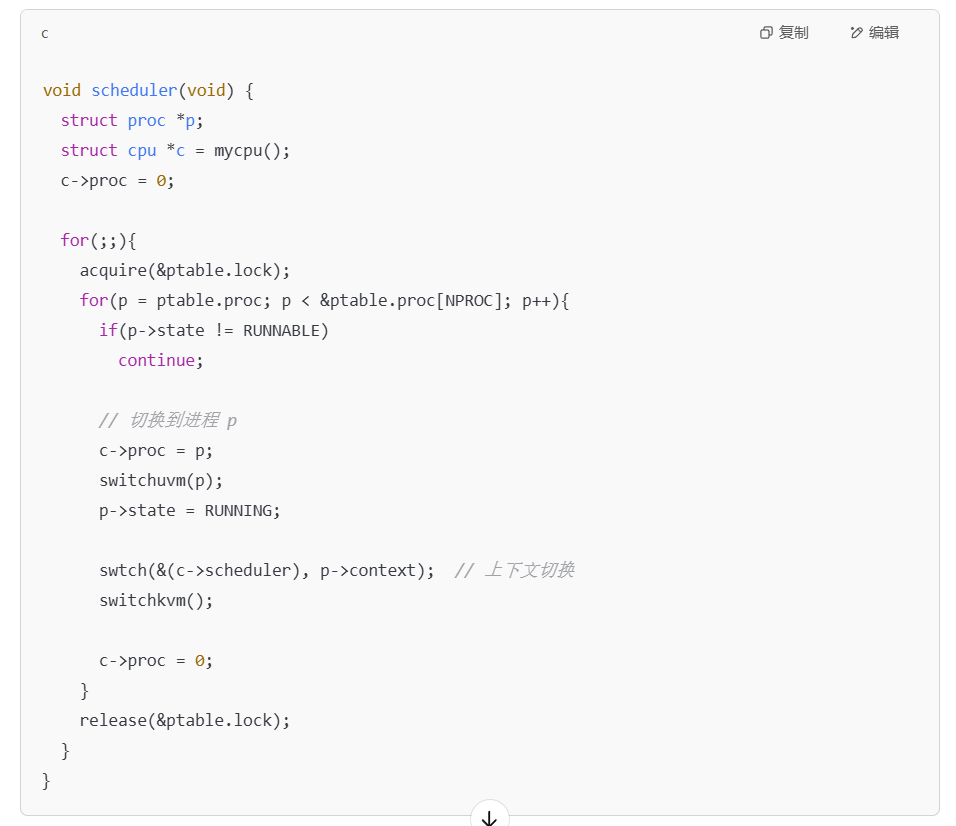 c
复制
编辑
void scheduler(void) {
  struct proc *p;
  struct cpu *c = mycpu();
  c->proc = 0;

  for(;;){
    acquire(&ptable.lock);
    for(p = ptable.proc; p < &ptable.proc[NPROC]; p++){
      if(p->state != RUNNABLE)
        continue;

      // 切换到进程 p
      c->proc = p;
      switchuvm(p);
      p->state = RUNNING;

      swtch(&(c->scheduler), p->context);  // 上下文切换
      switchkvm();

      c->proc = 0;
    }
    release(&ptable.lock);
  }
}